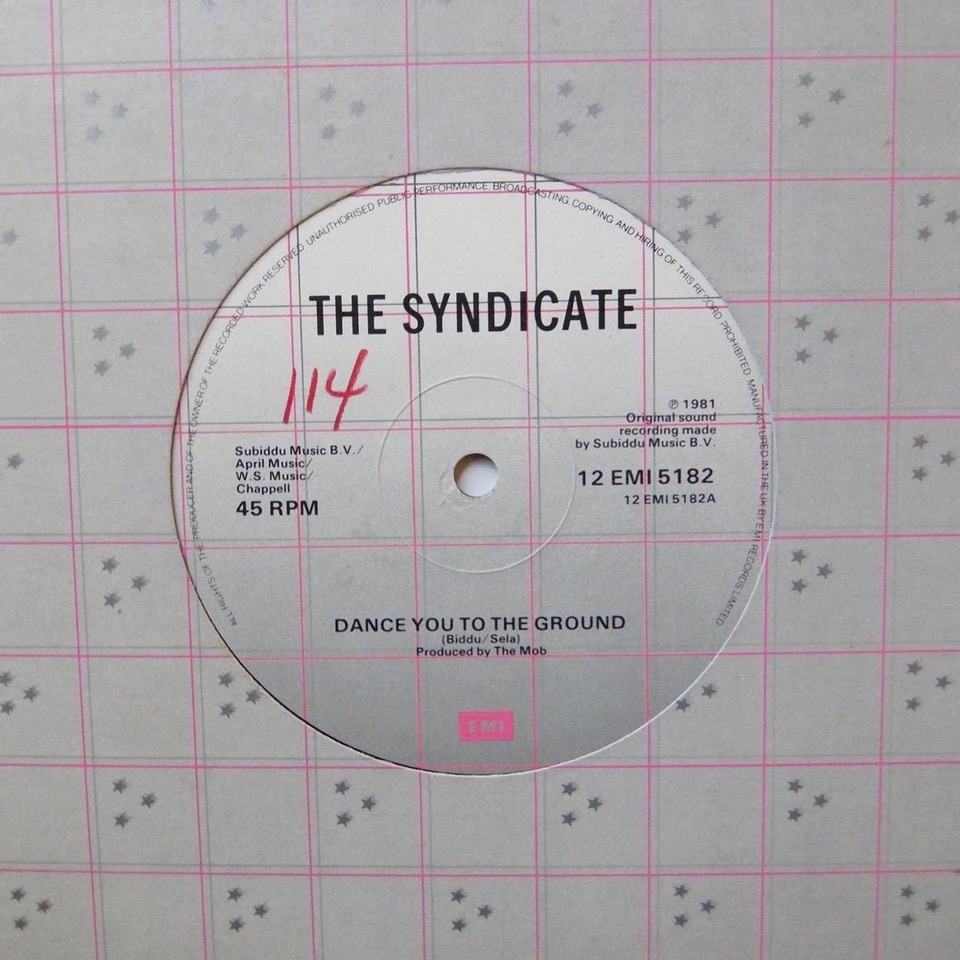 ALL RIGHTS OF THE PRODUCER AND OF THE OWNER OF THE RECORDED WORK RESERVED UNAUTHORISED PUBLIC PERFORMANCE BROADCASTING COPYING AND HIRING OF THIS RECORD PROHIBITED. MANUFACTURED IN THE UK BY EMI RECORDS LIMITED
THE SYNDICATE
114
Subiddu Music B.V./
April Music/
W.S. Music/
Chappell
45 RPM
℗ 1981
Original sound
recording made
by Subiddu Music B.V.
12 EMI 5182
12 EMI 5182A
DANCE YOU TO THE GROUND
(Biddu/Sela)
Produced by The Mob
EMI